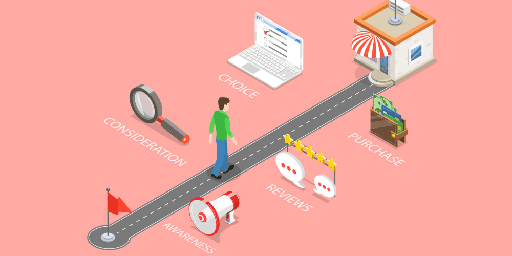 CHOICE
CONSIDERATION
PURCHASE
REVIEWS
AWARENESS